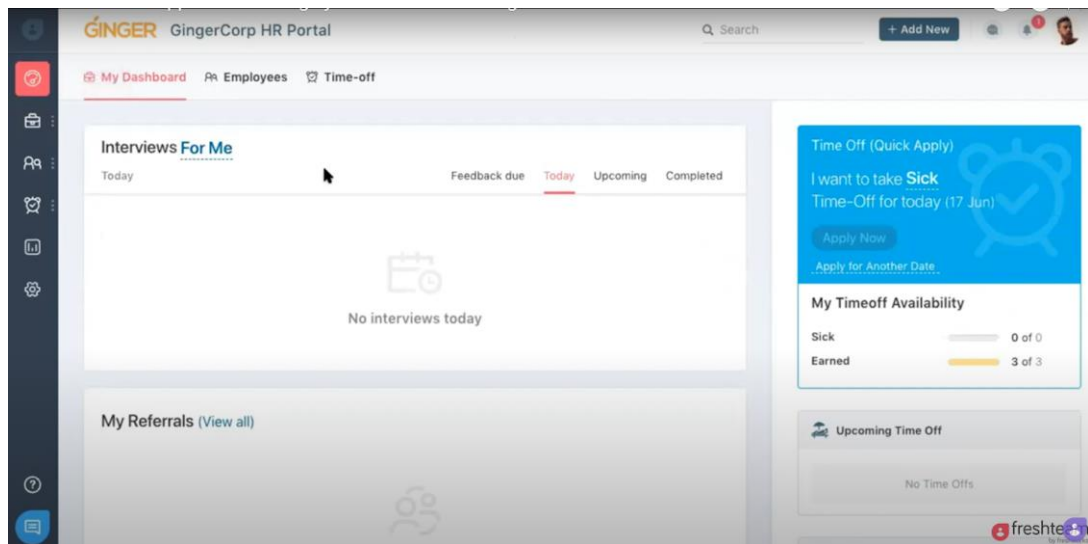 GINGER GingerCorp HR Portal
Search
+ Add New
1
My Dashboard Employees Time-off
Interviews For Me
Today
Feedback due Today Upcoming Completed
No interviews today
My Referrals (View all)
Time Off (Quick Apply)
I want to take Sick
Time-Off for today (17 Jun)
Apply Now
Apply for Another Date
My Timeoff Availability
Sick 0 of 0
Earned 3 of 3
Upcoming Time Off
No Time Offs